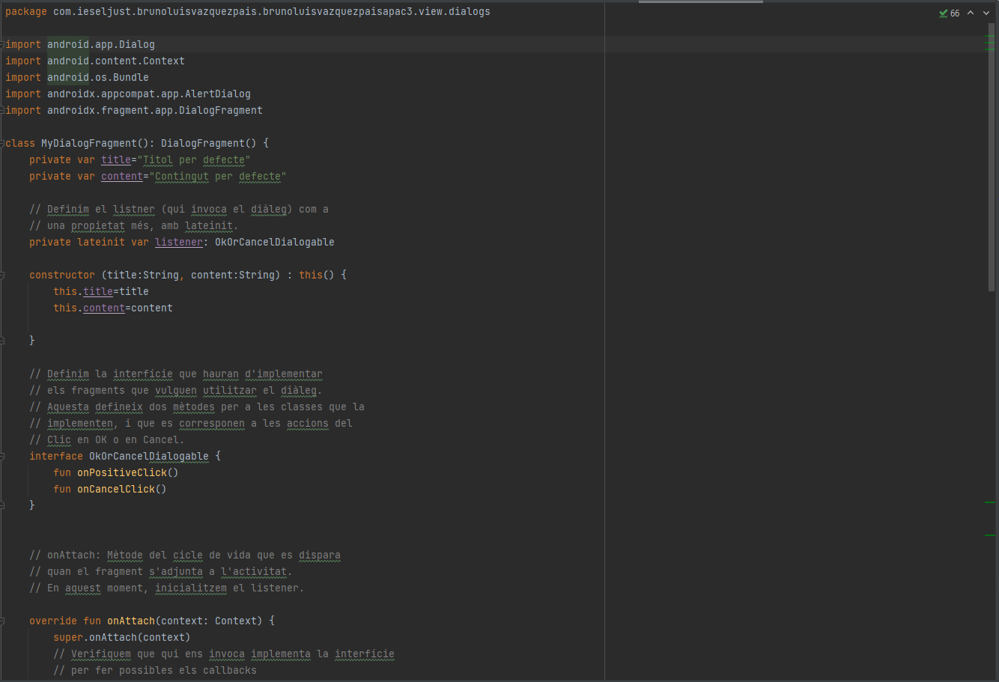 package com.ieseljust.brunoluisvazquezpais.brunoluisvazquezpaisapac3.view.dialogs
66
import android.app.Dialog
import android.content.Context
import android.os.Bundle
import androidx.appcompat.app.AlertDialog
import androidx.fragment.app.DialogFragment
class MyDialogFragment(): DialogFragment() {
private var title="Titol per defecte"
private var content="Contingut per defecte"
// Definim el listner (qui invoca el diàleg) com a
// una propietat més, amb lateinit.
private lateinit var listener: OkOrCancelDialogable
constructor (title:String, content:String) : this() {
this.title=title
this.content=content
}
// Definim la interfície que hauran d'implementar
// els fragments que vulguen utilitzar el diàleg.
// Aquesta defineix dos mètodes per a les classes que la
// implementen, i que es corresponen a les accions del
// Clic en OK o en Cancel.
interface OkOrCancelDialogable {
fun onPositiveClick()
fun onCancelClick()
}
// onAttach: Mètode del cicle de vida que es dispara
// quan el fragment s'adjunta a l'activitat.
// En aquest moment, inicialitzem el listener.
override fun onAttach(context: Context) {
super.onAttach(context)
// Verifiquem que qui ens invoca implementa la interfície
// per fer possibles els callbacks